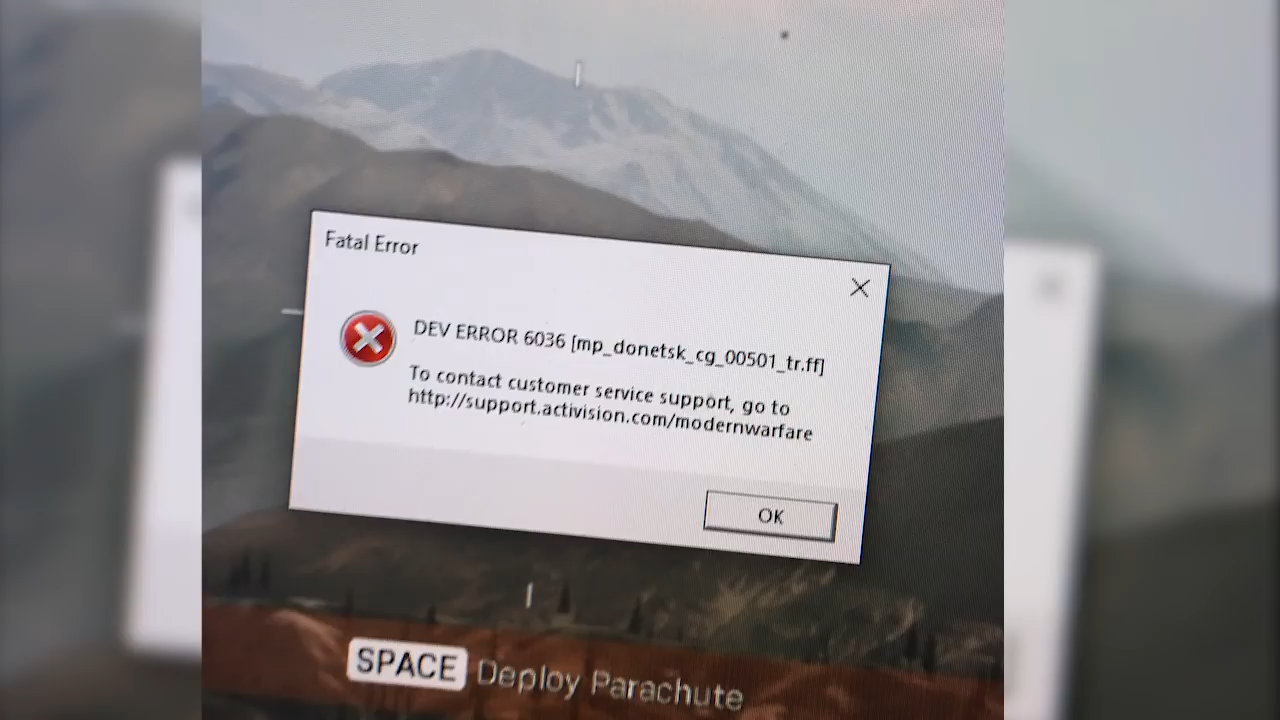 Fatal Error
DEV ERROR 6036 [mp_donetsk_cg_00501_tr.ff]
To contact customer service support, go to
http://support.activision.com/modernwarfare
OK
SPACE Deploy Parachute